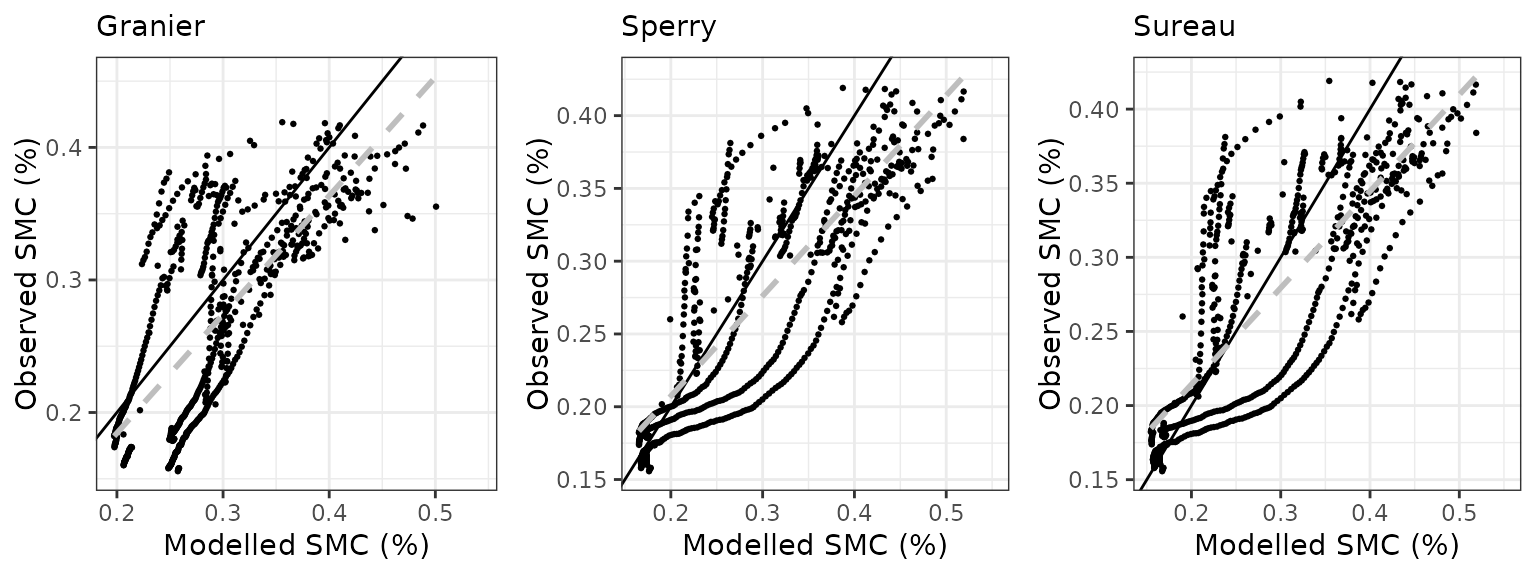 Granier
Sperry
Sureau
Observed SMC (%)
0.4
0.3
0.2
0.2 0.3 0.4 0.5
Modelled SMC (%)
Observed SMC (%)
0.40
0.35
0.30
0.25
0.20
0.15
0.2 0.3 0.4 0.5
Modelled SMC (%)
Observed SMC (%)
0.40
0.35
0.30
0.25
0.20
0.15
0.2 0.3 0.4 0.5
Modelled SMC (%)